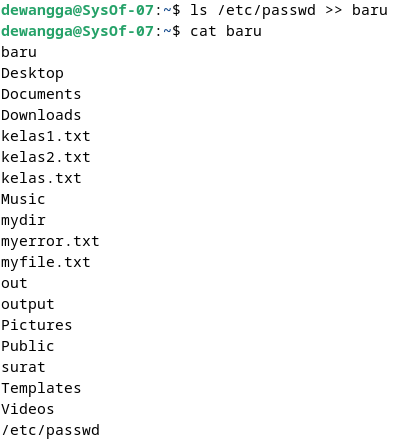 dewangga@SysOf-07:~$ ls /etc/passwd >> baru
dewangga@SysOf-07:~$ cat baru
baru
Desktop
Documents
Downloads
kelas1.txt
kelas2.txt
kelas.txt
Music
mydir
myerror.txt
myfile.txt
out
output
Pictures
Public
surat
Templates
Videos
/etc/passwd